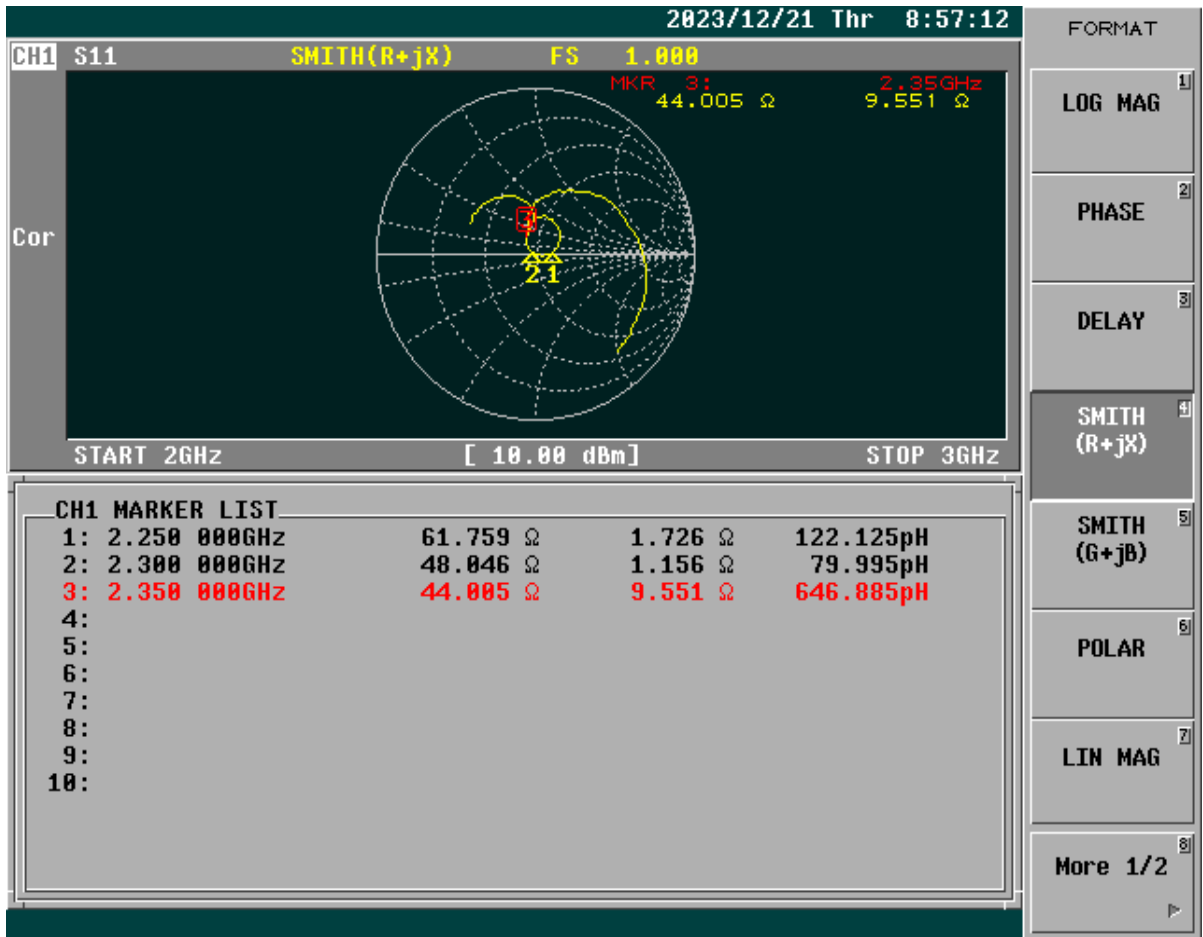 2023/12/21 Thr 8:57:12
CH1 S11 SMITH(R+jX) FS 1.000
MKR 3: 2.35GHz
44.005 Ω 9.551 Ω
Cor
3
21
START 2GHz [ 10.00 dBm] STOP 3GHz
CH1 MARKER LIST
1: 2.250 000GHz 61.759 Ω 1.726 Ω 122.125pH
2: 2.300 000GHz 48.046 Ω 1.156 Ω 79.995pH
3: 2.350 000GHz 44.005 Ω 9.551 Ω 646.885pH
4:
5:
6:
7:
8:
9:
10:
FORMAT
1
LOG MAG
2
PHASE
3
DELAY
4
SMITH
(R+jX)
5
SMITH
(G+jB)
6
POLAR
7
LIN MAG
8
More 1/2